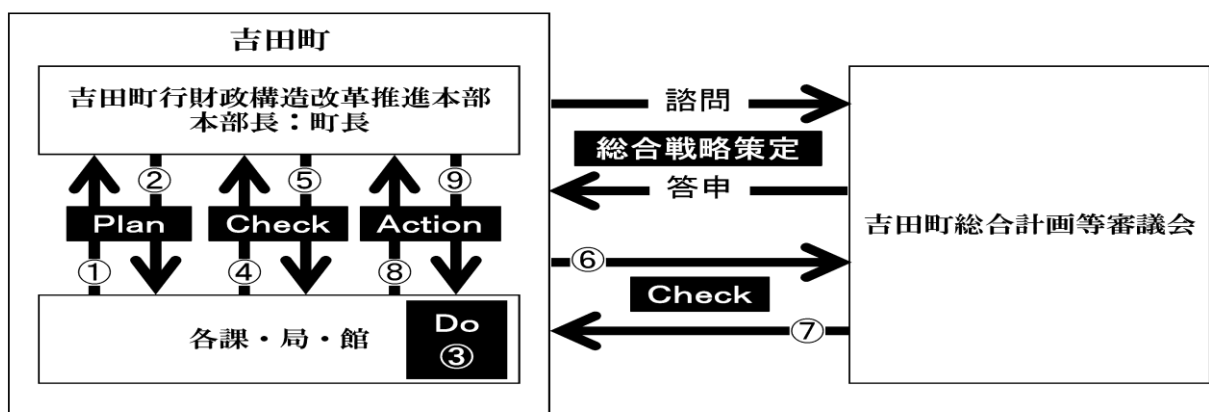 吉田町
吉田町行財政構造改革推進本部
本部長：町長
② ⑤ ⑨
Plan Check Action
① ④ ⑧
各課・局・館
Do
③
諮問
総合戦略策定
答申
⑥
Check
⑦
吉田町総合計画等審議会